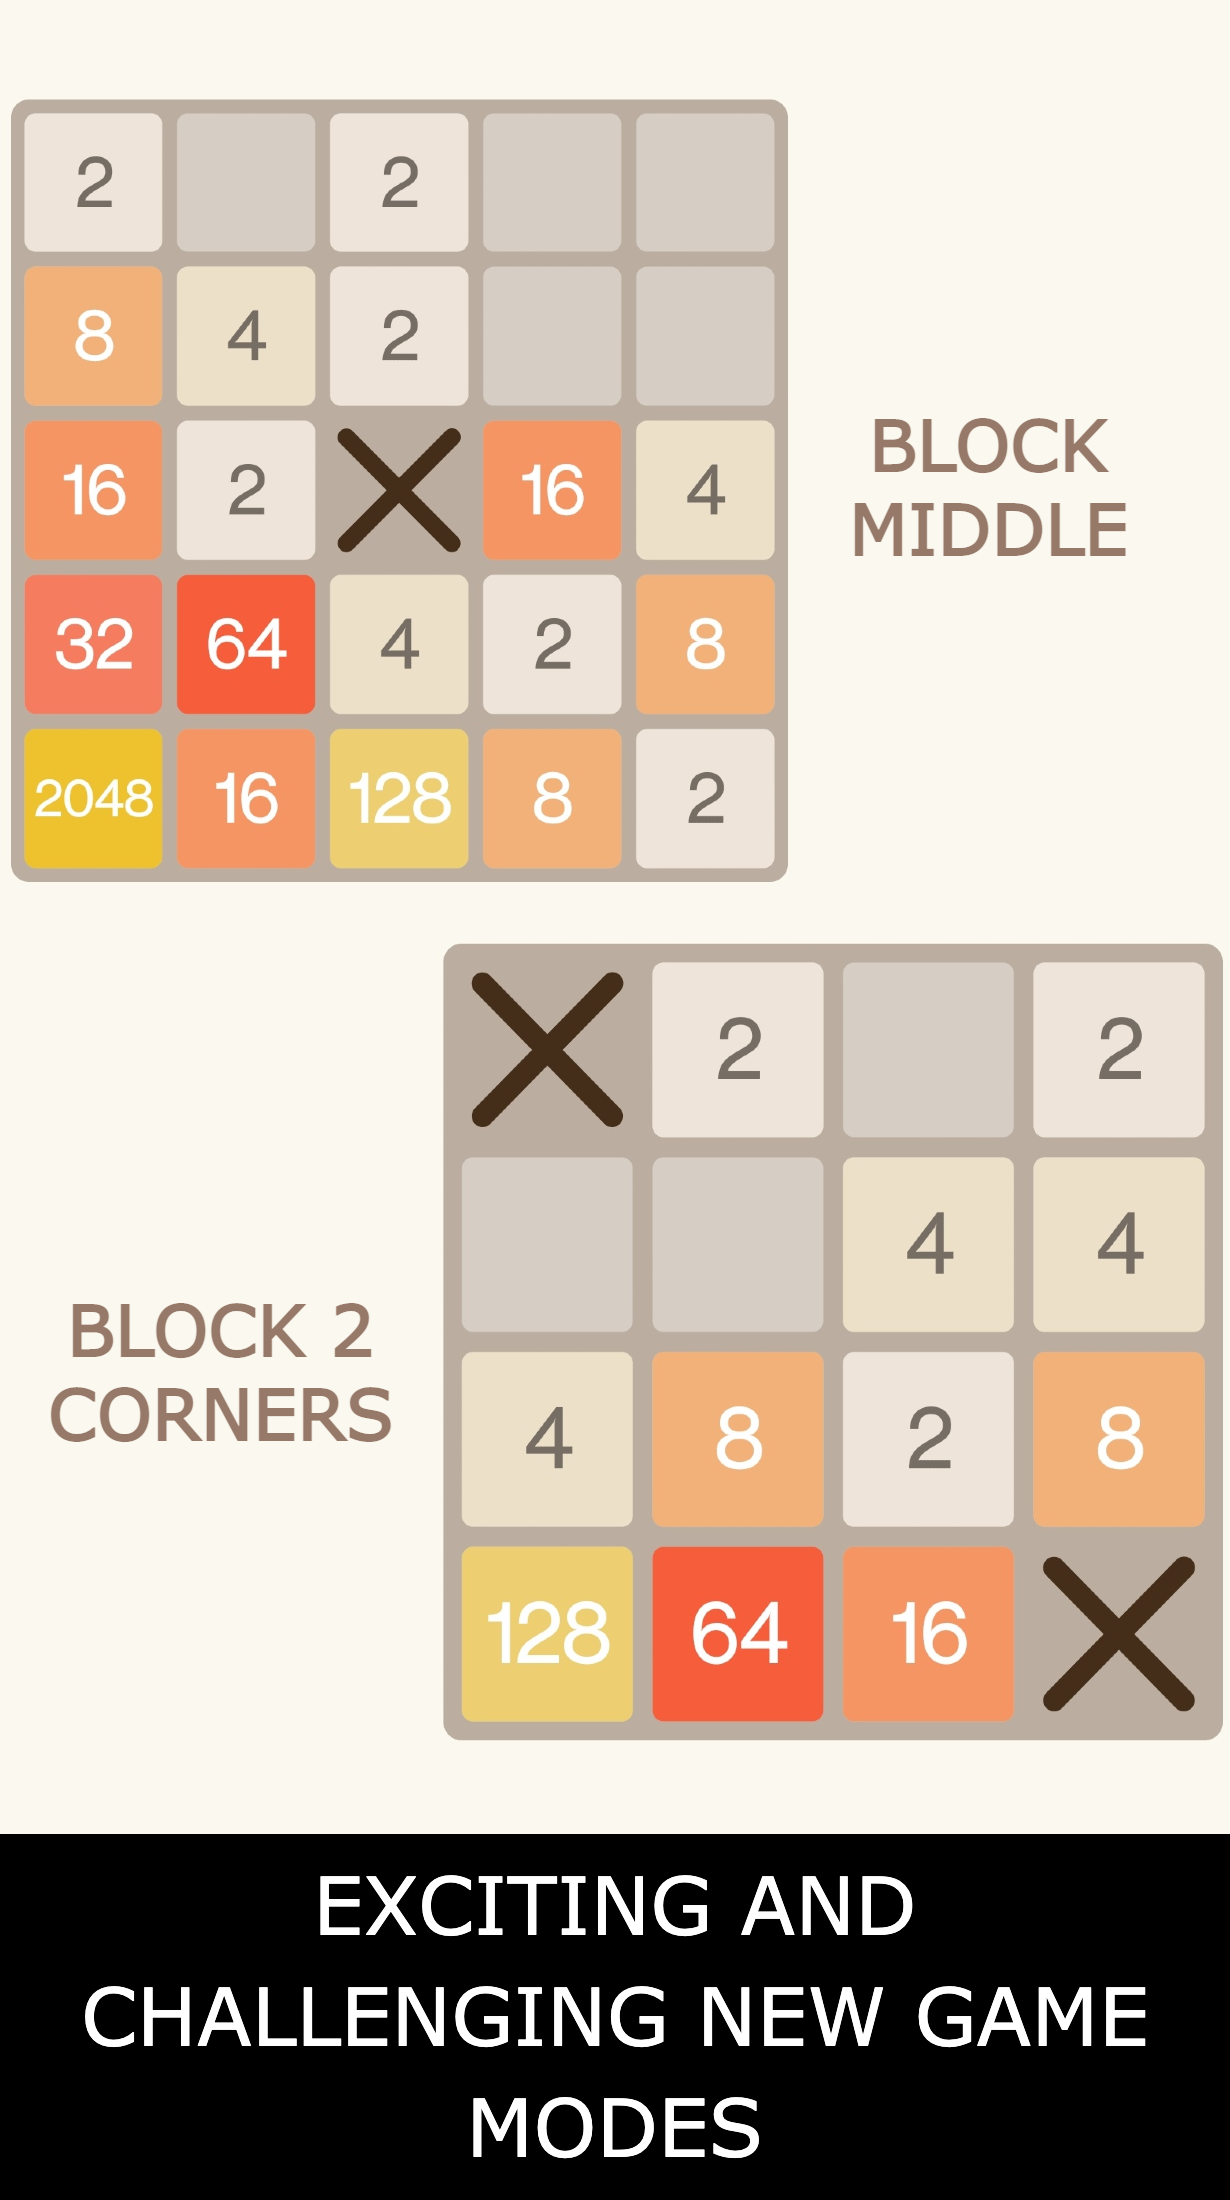 2 2
8 4 2
16 2 16 4
BLOCK
MIDDLE
32 64 4 2 8
2048 16 128 8 2
2 2
4 4
BLOCK 2
CORNERS
4 8 2 8
128 64 16
EXCITING AND
CHALLENGING NEW GAME
MODES